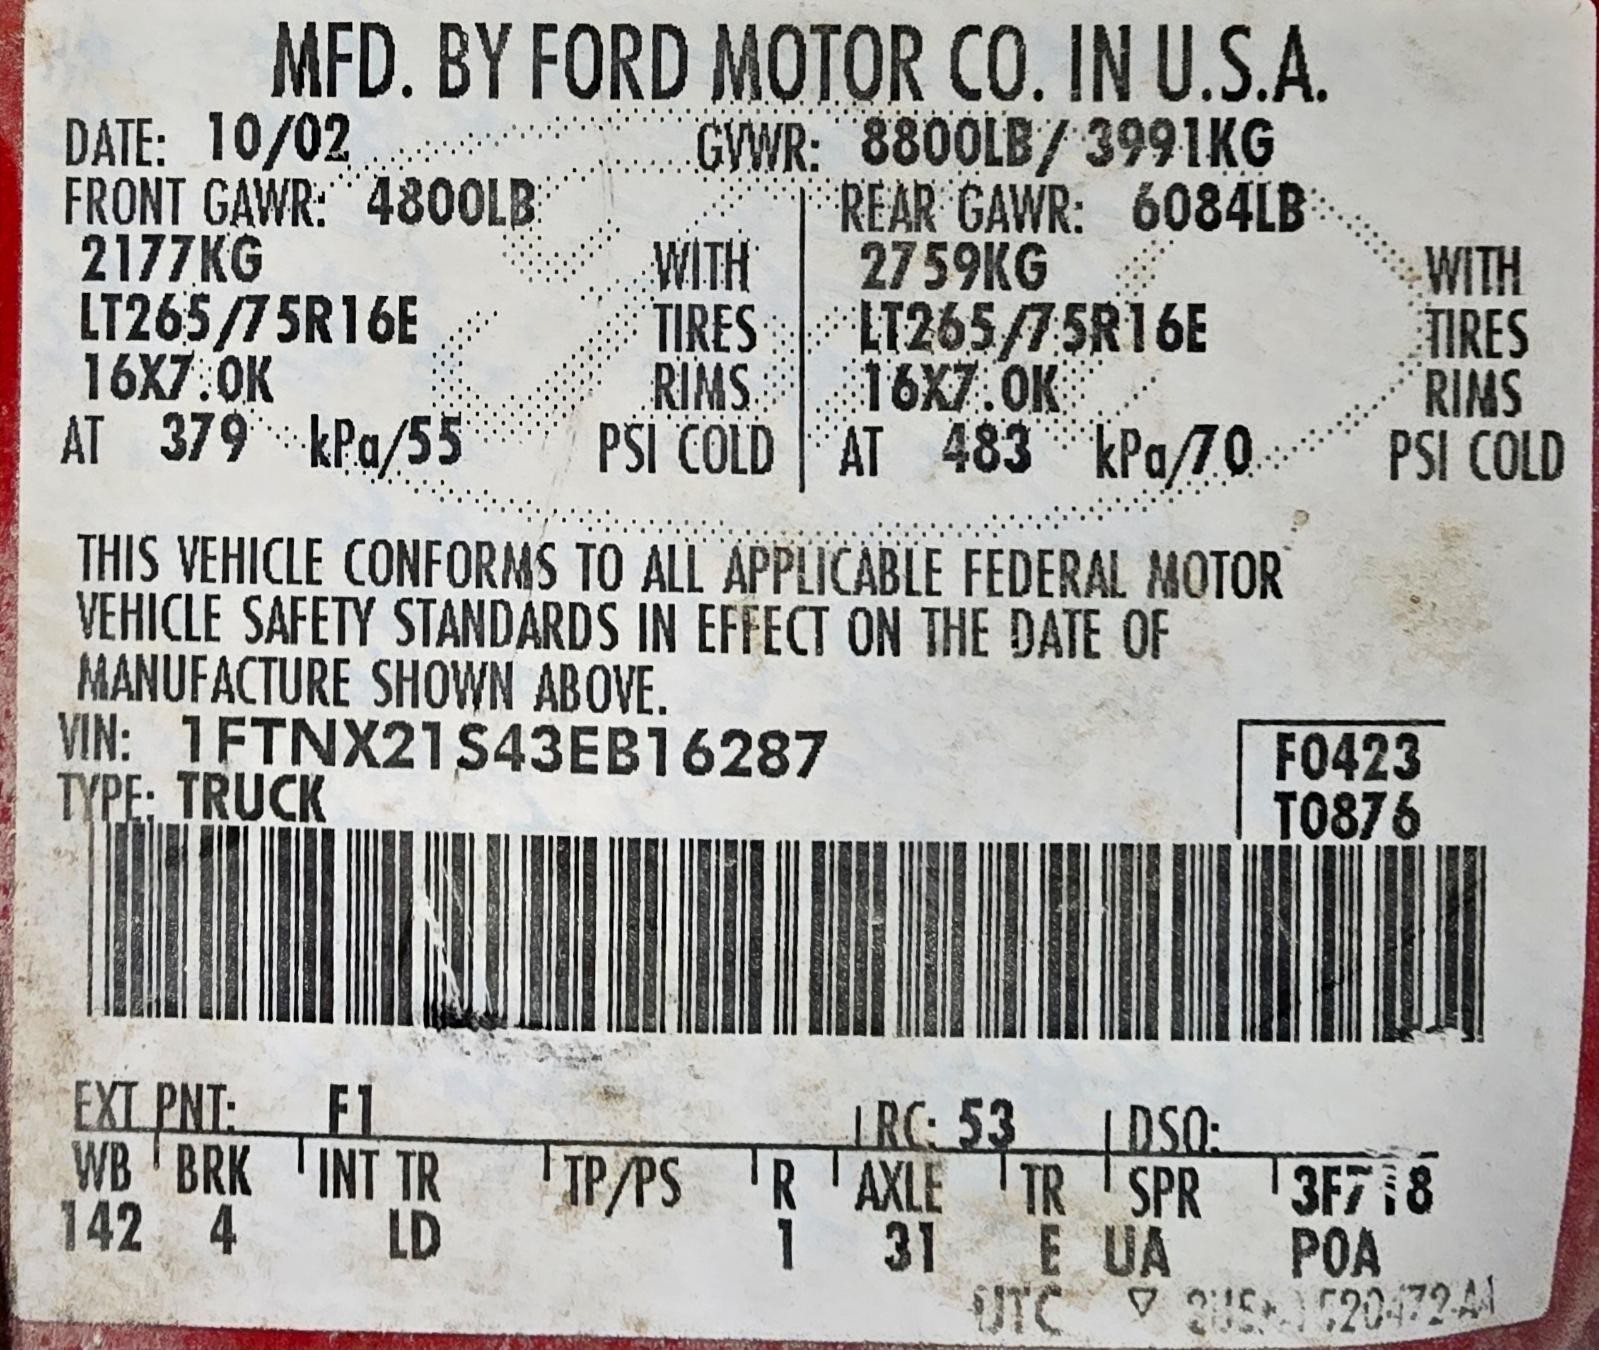 MFD. BY FORD MOTOR CO. IN U.S.A.
DATE: 10/02 GVWR: 8800LB/ 3991KG
FRONT GAWR: 4800LB REAR GAWR: 6084LB
2177KG WITH 2759KG WITH
LT265/75R16E TIRES LT265/75R16E TIRES
16X7.0K RIMS 16X7.0K RIMS
AT 379 kPa/55 PSI COLD AT 483 kPa/70 PSI COLD
THIS VEHICLE CONFORMS TO ALL APPLICABLE FEDERAL MOTOR
VEHICLE SAFETY STANDARDS IN EFFECT ON THE DATE OF
MANUFACTURE SHOWN ABOVE.
VIN: 1FTNX21S43EB16287 F0423
TYPE: TRUCK T0876
EXT PNT: F1 RC: 53 DSO:
WB BRK INT TR TP/PS R AXLE TR SPR
142 4 LD 1 31 E UA P0A
UTC